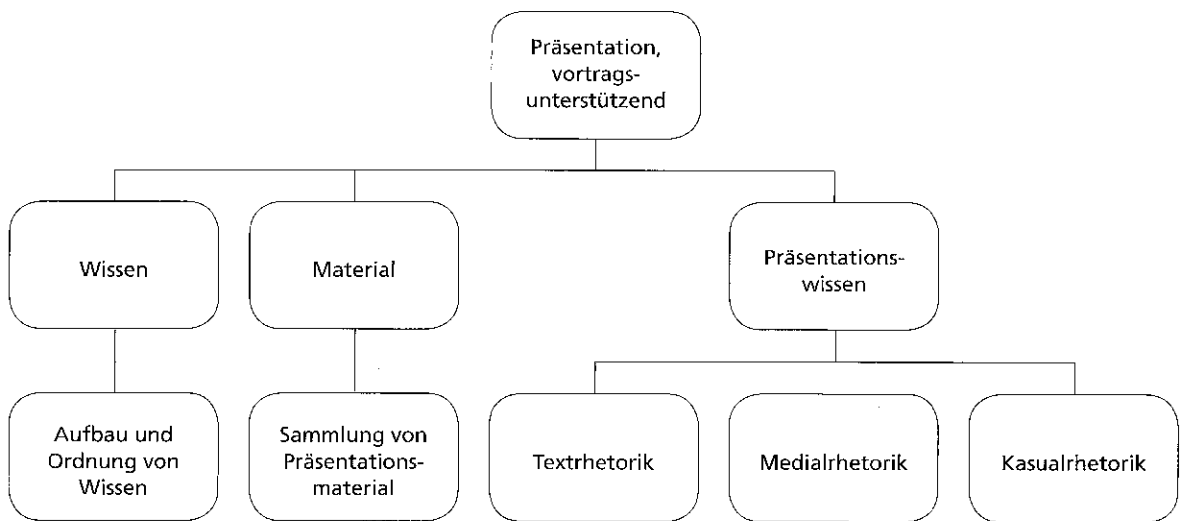 Präsentation,
vortrags-
unterstützend
Wissen
Material
Präsentations-
wissen
Aufbau und
Ordnung von
Wissen
Sammlung von
Präsentations-
material
Textrhetorik
Medialrhetorik
Kasualrhetorik